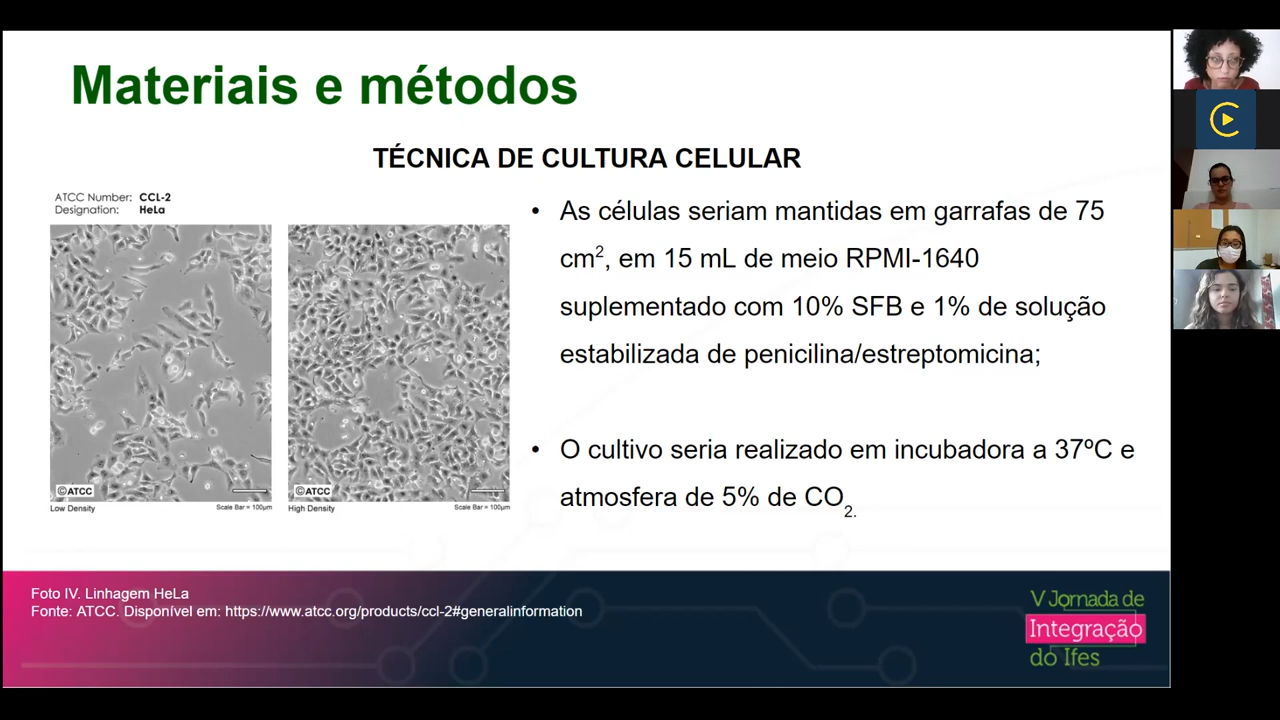 Materiais e métodos
TÉCNICA DE CULTURA CELULAR
ATCC Number: CCL-2
Designation: HeLa
©ATCC
Low Density
Scale Bar = 100µm
©ATCC
High Density
Scale Bar = 100µm
• As células seriam mantidas em garrafas de 75
cm², em 15 mL de meio RPMI-1640
suplementado com 10% SFB e 1% de solução
estabilizada de penicilina/estreptomicina;
• O cultivo seria realizado em incubadora a 37ºC e
atmosfera de 5% de CO₂.
Foto IV. Linhagem HeLa
Fonte: ATCC. Disponível em: https://www.atcc.org/products/ccl-2#generalinformation
V Jornada de
Integração
do Ifes